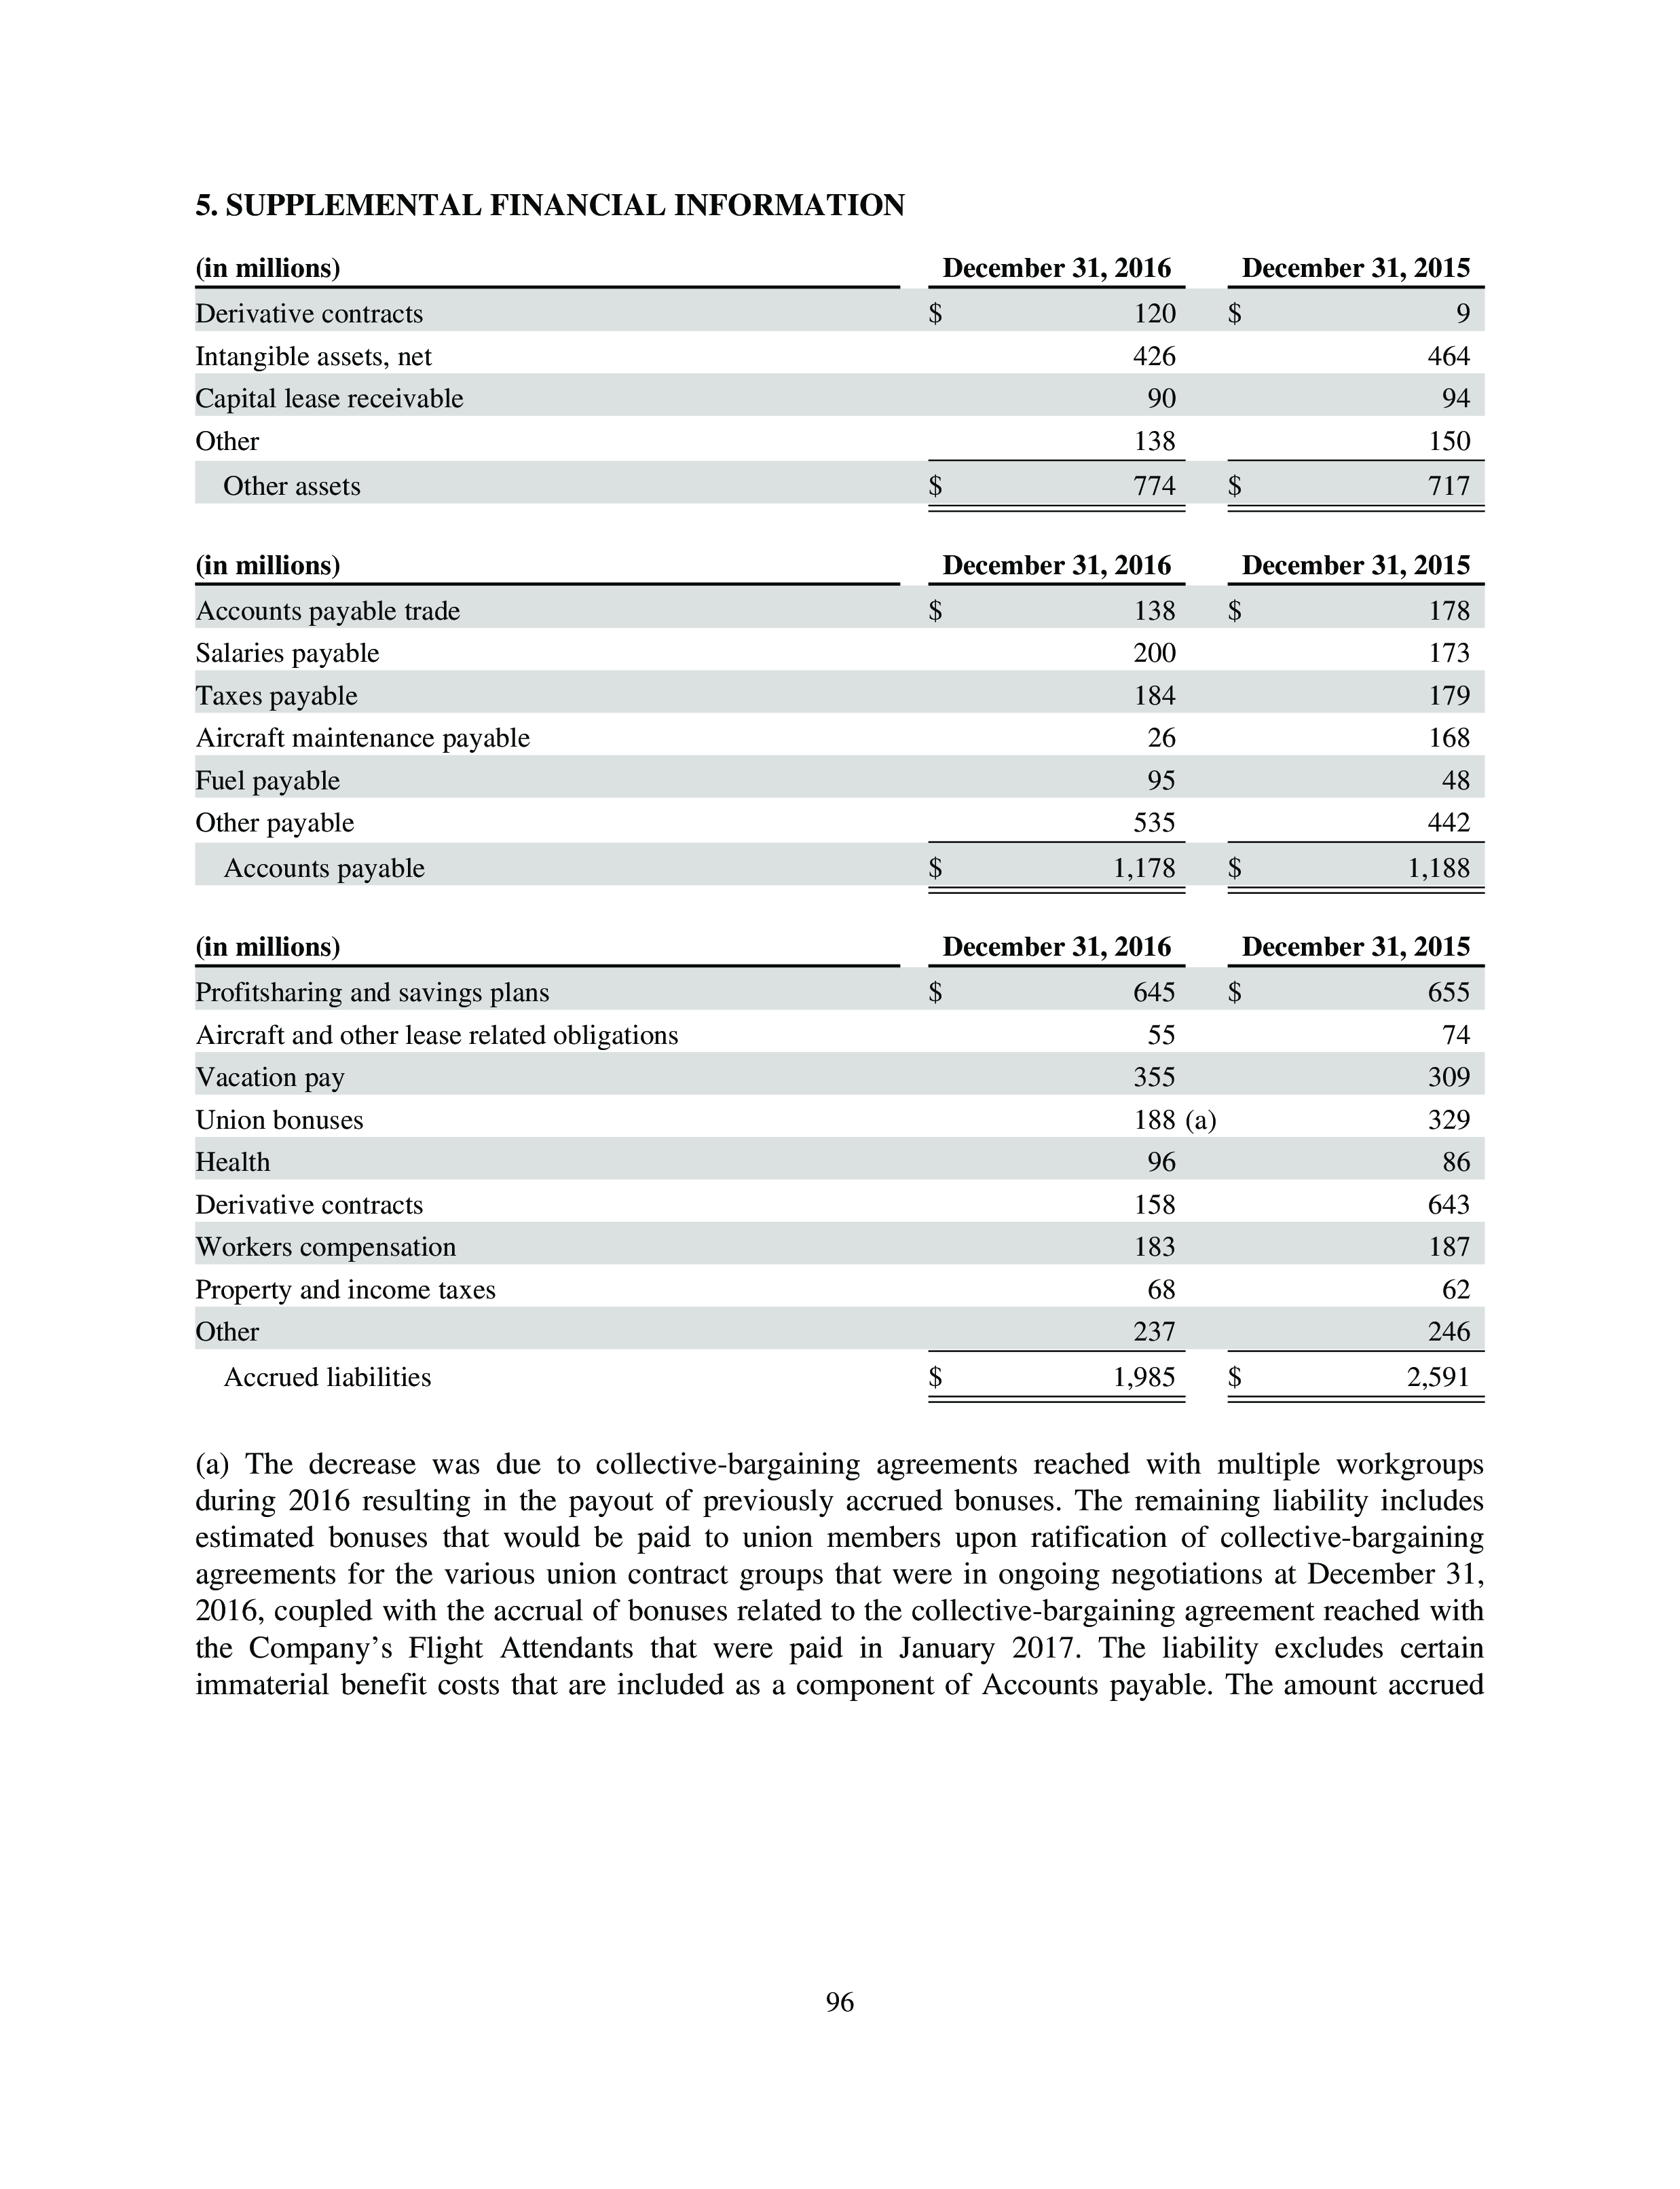 5. SUPPLEMENTAL FINANCIAL INFORMATION
(in millions) December 31, 2016 December 31, 2015
Derivative contracts $ 120 $ 9
Intangible assets, net 426 464
Capital lease receivable 90 94
Other 138 150
Other assets $ 774 $ 717
(in millions) December 31, 2016 December 31, 2015
Accounts payable trade $ 138 $ 178
Salaries payable 200 173
Taxes payable 184 179
Aircraft maintenance payable 26 168
Fuel payable 95 48
Other payable 535 442
Accounts payable $ 1,178 $ 1,188
(in millions) December 31, 2016 December 31, 2015
Profitsharing and savings plans $ 645 $ 655
Aircraft and other lease related obligations 55 74
Vacation pay 355 309
Union bonuses 188 (a) 329
Health 96 86
Derivative contracts 158 643
Workers compensation 183 187
Property and income taxes 68 62
Other 237 246
Accrued liabilities $ 1,985 $ 2,591
(a) The decrease was due to collective-bargaining agreements reached with multiple workgroups
during 2016 resulting in the payout of previously accrued bonuses. The remaining liability includes
estimated bonuses that would be paid to union members upon ratification of collective-bargaining
agreements for the various union contract groups that were in ongoing negotiations at December 31,
2016, coupled with the accrual of bonuses related to the collective-bargaining agreement reached with
the Company’s Flight Attendants that were paid in January 2017. The liability excludes certain
immaterial benefit costs that are included as a component of Accounts payable. The amount accrued
96